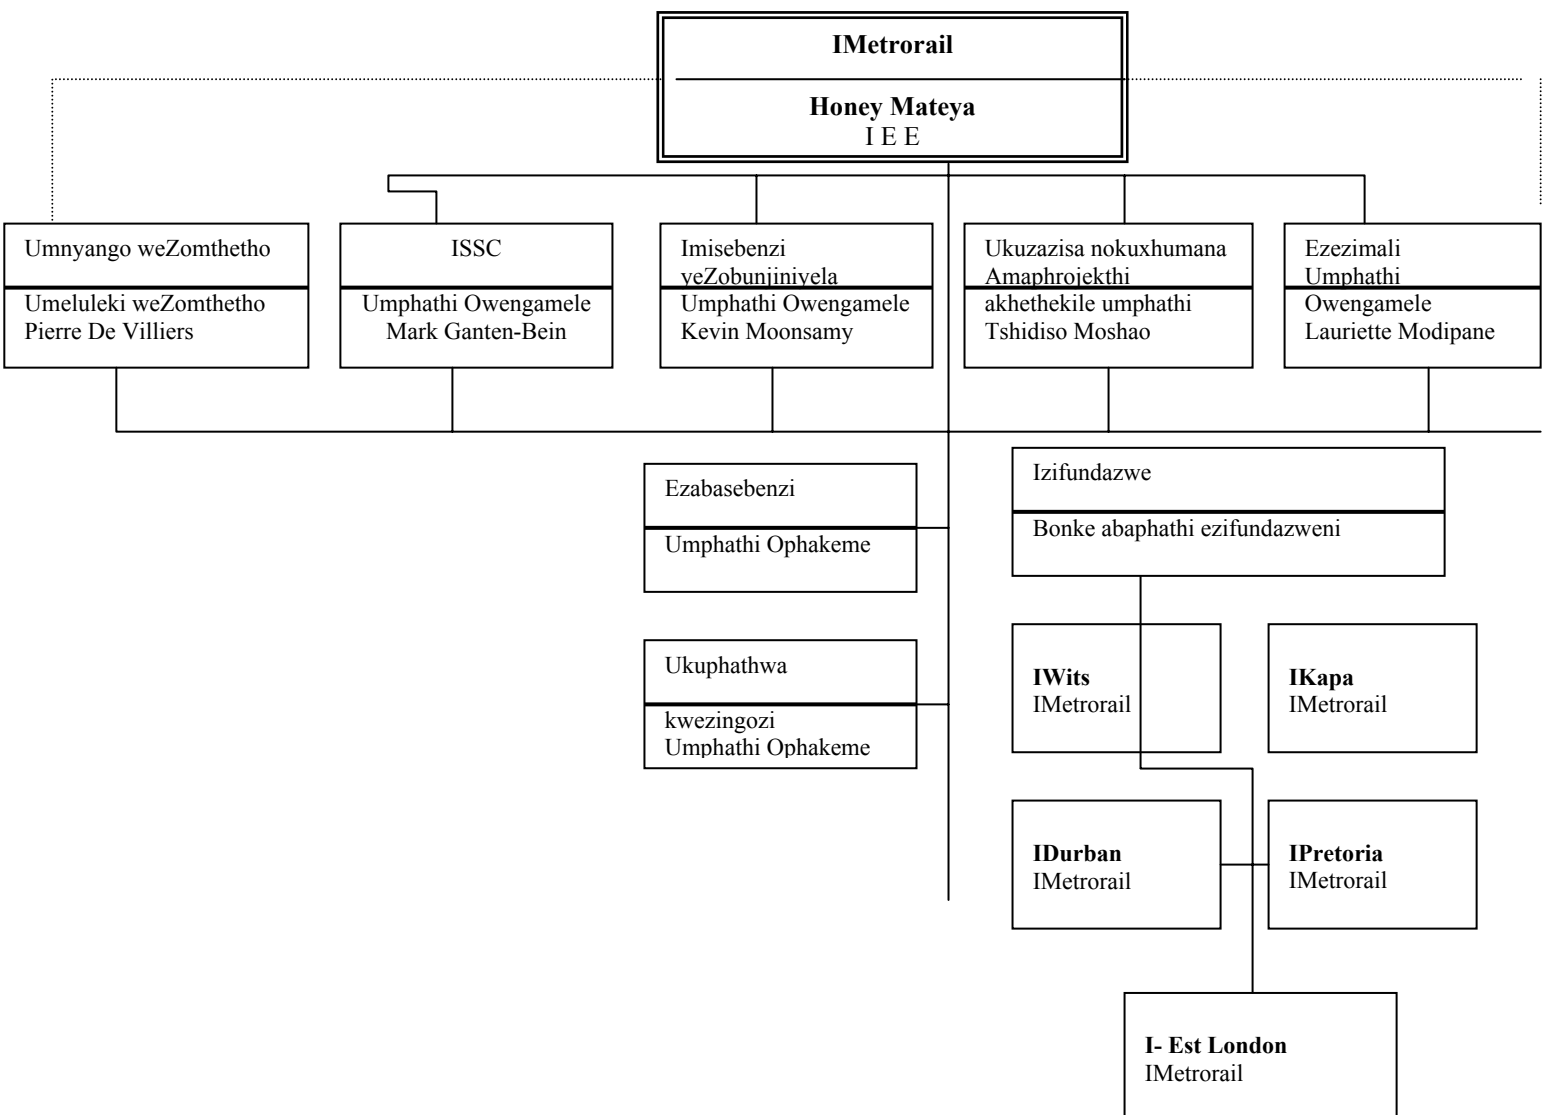 IMetrorail
Honey Mateya
I E E
Umnyango weZomthetho
Umeluleki weZomthetho
Pierre De Villiers
ISSC
Umphathi Owengamele
Mark Ganten-Bein
Imisebenzi
yeZobunjiniyela
Umphathi Owengamele
Kevin Moonsamy
Ukuzazisa nokuxhumana
Amaphrojekthi
akhethekile umphathi
Tshidiso Moshao
Ezezimali
Umphathi
Owengamele
Lauriette Modipane
Ezabasebenzi
Umphathi Ophakeme
Izifundazwe
Bonke abaphathi ezifundazweni
Ukuphathwa
kwezingozi
Umphathi Ophakeme
IWits
IMetrorail
IKapa
IMetrorail
IDurban
IMetrorail
IPretoria
IMetrorail
I- Est London
IMetrorail